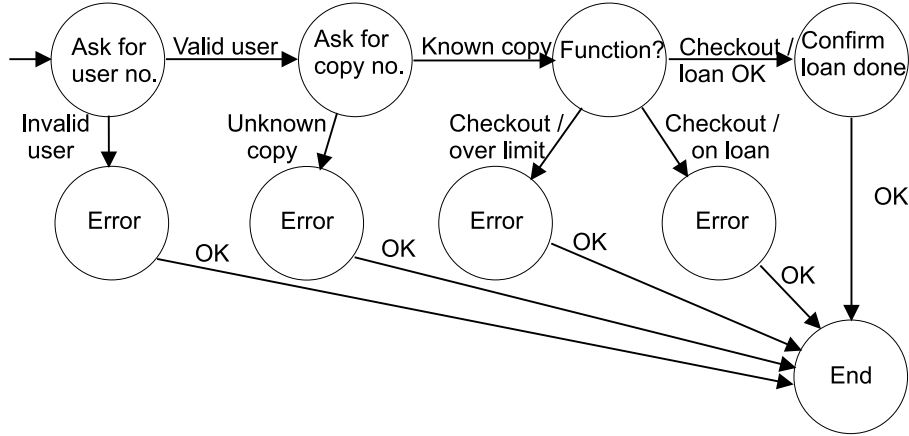 Ask for
user no.
Valid user
Ask for
copy no.
Known copy
Function?
Checkout /
loan OK
Confirm
loan done
Invalid
user
Unknown
copy
Checkout /
over limit
Checkout /
on loan
OK
Error
Error
Error
Error
OK
OK
OK
OK
End